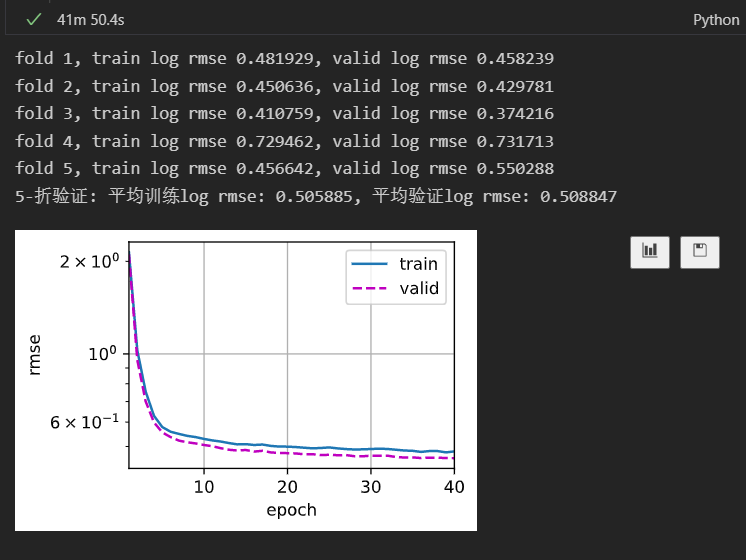 41m 50.4s
Python
fold 1, train log rmse 0.481929, valid log rmse 0.458239
fold 2, train log rmse 0.450636, valid log rmse 0.429781
fold 3, train log rmse 0.410759, valid log rmse 0.374216
fold 4, train log rmse 0.729462, valid log rmse 0.731713
fold 5, train log rmse 0.456642, valid log rmse 0.550288
5-折验证: 平均训练log rmse: 0.505885, 平均验证log rmse: 0.508847
2 × 10⁰
train
valid
10⁰
rmse
6 × 10⁻¹
10 20 30 40
epoch